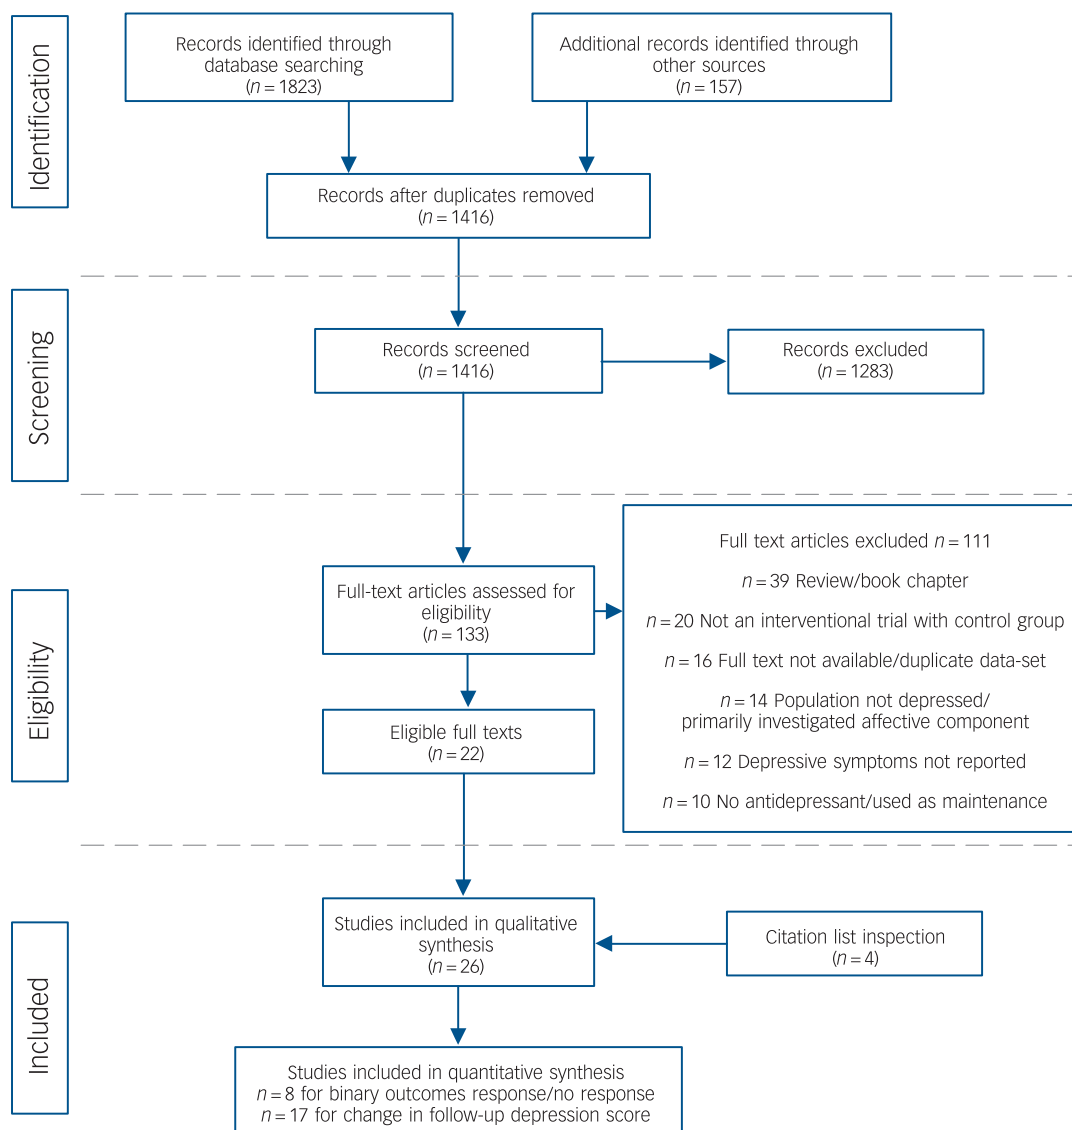 Identification
Records identified through
database searching
(n = 1823)
Additional records identified through
other sources
(n = 157)
Records after duplicates removed
(n = 1416)
Screening
Records screened
(n = 1416)
Records excluded
(n = 1283)
Eligibility
Full-text articles assessed for
eligibility
(n = 133)
Full text articles excluded n = 111
n = 39 Review/book chapter
n = 20 Not an interventional trial with control group
n = 16 Full text not available/duplicate data-set
n = 14 Population not depressed/
primarily investigated affective component
n = 12 Depressive symptoms not reported
n = 10 No antidepressant/used as maintenance
Eligible full texts
(n = 22)
Included
Studies included in qualitative
synthesis
(n = 26)
Citation list inspection
(n = 4)
Studies included in quantitative synthesis
n = 8 for binary outcomes response/no response
n = 17 for change in follow-up depression score